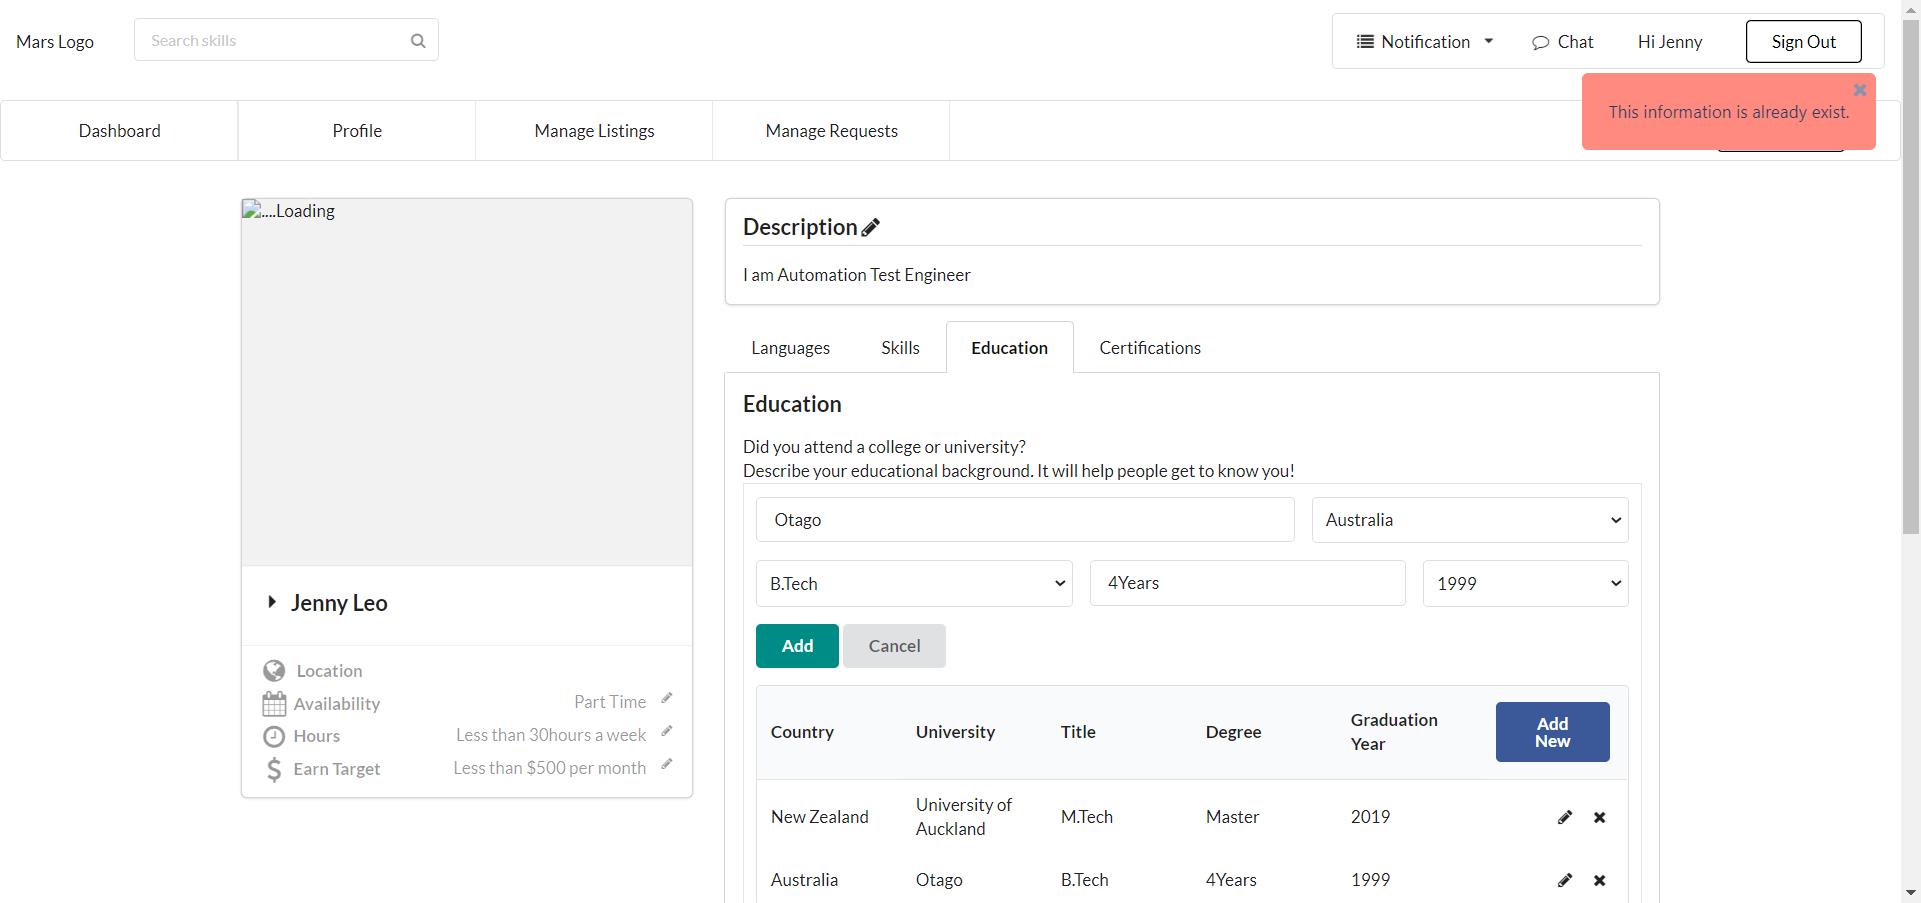 Mars Logo
Search skills
Notification
Chat
Hi Jenny
Sign Out
This information is already exist.
Dashboard
Profile
Manage Listings
Manage Requests
....Loading
Description
I am Automation Test Engineer
Languages
Skills
Education
Certifications
Education
Did you attend a college or university?
Describe your educational background. It will help people get to know you!
Otago
Australia
B.Tech
4Years
1999
Add
Cancel
Jenny Leo
Location
Availability
Part Time
Hours
Less than 30hours a week
Earn Target
Less than $500 per month
Country
University
Title
Degree
Graduation
Year
Add
New
New Zealand
University of
Auckland
M.Tech
Master
2019
Australia
Otago
B.Tech
4Years
1999